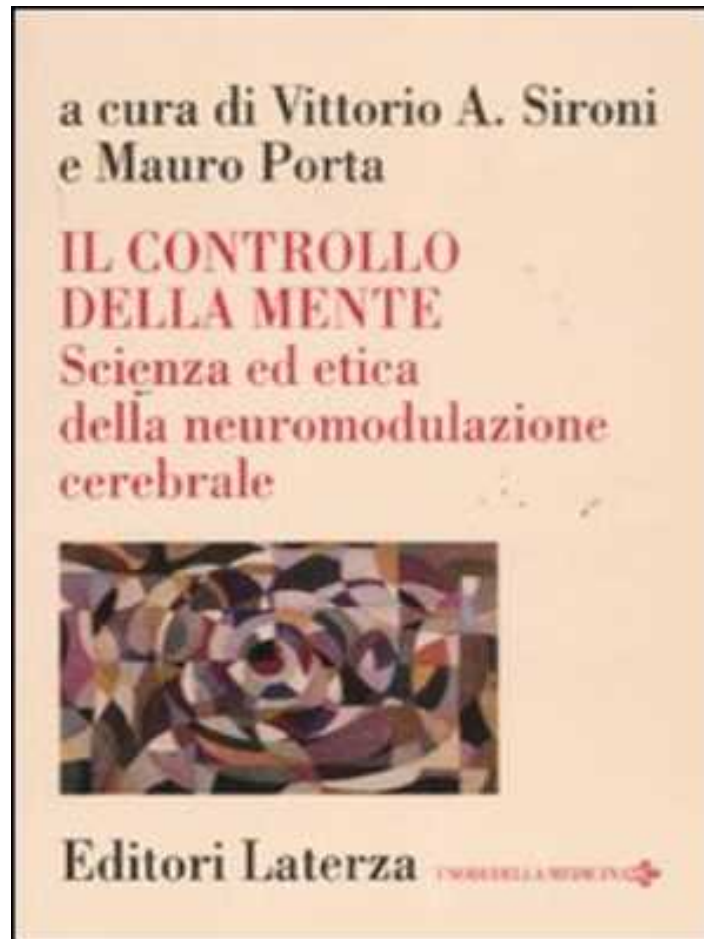 a cura di Vittorio A. Sironi
e Mauro Porta
IL CONTROLLO
DELLA MENTE
Scienza ed etica
della neuromodulazione
cerebrale
Editori Laterza